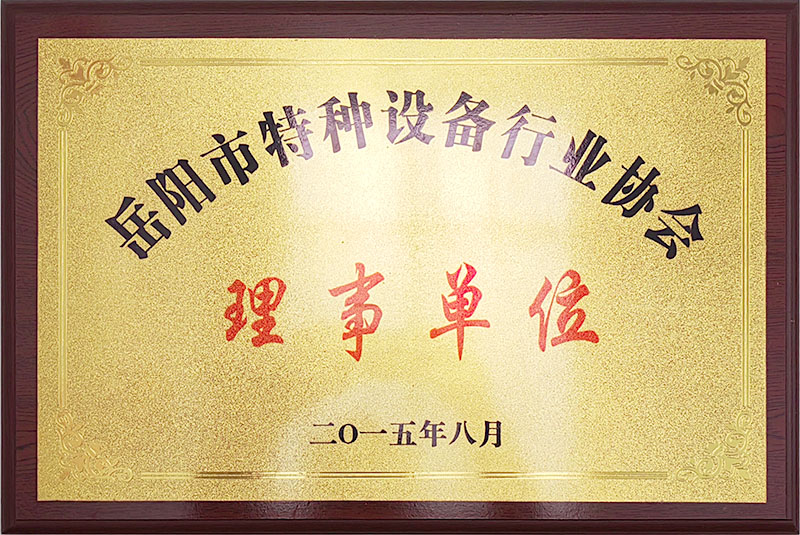 岳阳市特种设备行业协会
理事单位
二O一五年八月